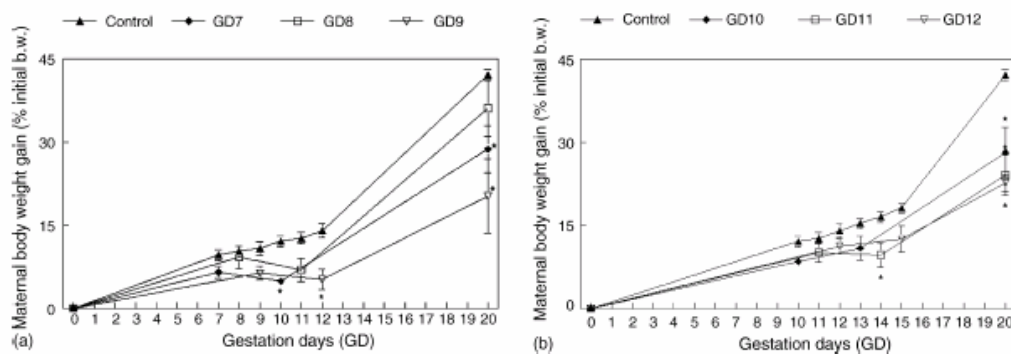 Control GD7 GD8 GD9
45
30
15
0
Maternal body weight gain (% initial b.w.)
* * * *
0 1 2 3 4 5 6 7 8 9 10 11 12 13 14 15 16 17 18 19 20
(a) Gestation days (GD)
Control GD10 GD11 GD12
45
30
15
0
Maternal body weight gain (% initial b.w.)
* * * *
0 1 2 3 4 5 6 7 8 9 10 11 12 13 14 15 16 17 18 19 20
(b) Gestation days (GD)